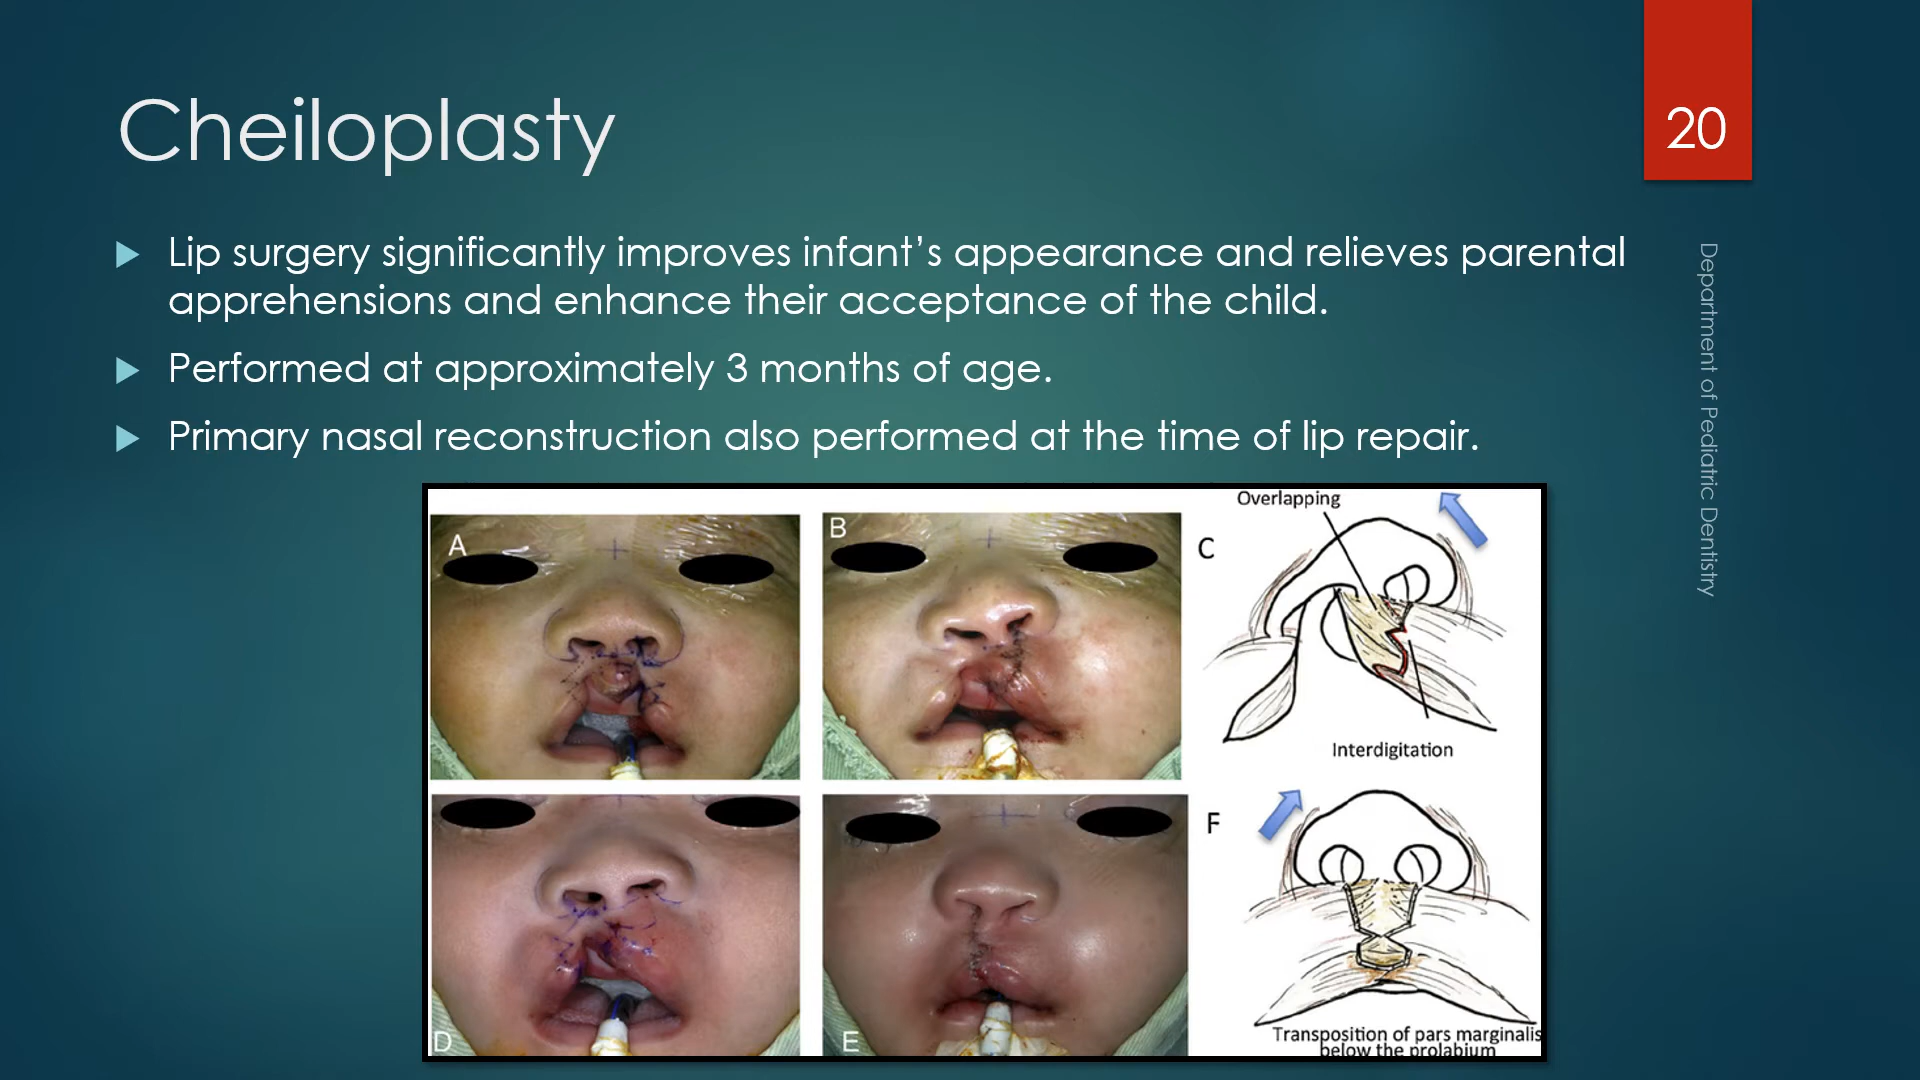 Cheiloplasty
20
Lip surgery significantly improves infant’s appearance and relieves parental
apprehensions and enhance their acceptance of the child.
Performed at approximately 3 months of age.
Primary nasal reconstruction also performed at the time of lip repair.
Department of Pediatric Dentistry
A
B
C
Overlapping
Interdigitation
D
E
F
Transposition of pars marginalis
below the prolabium